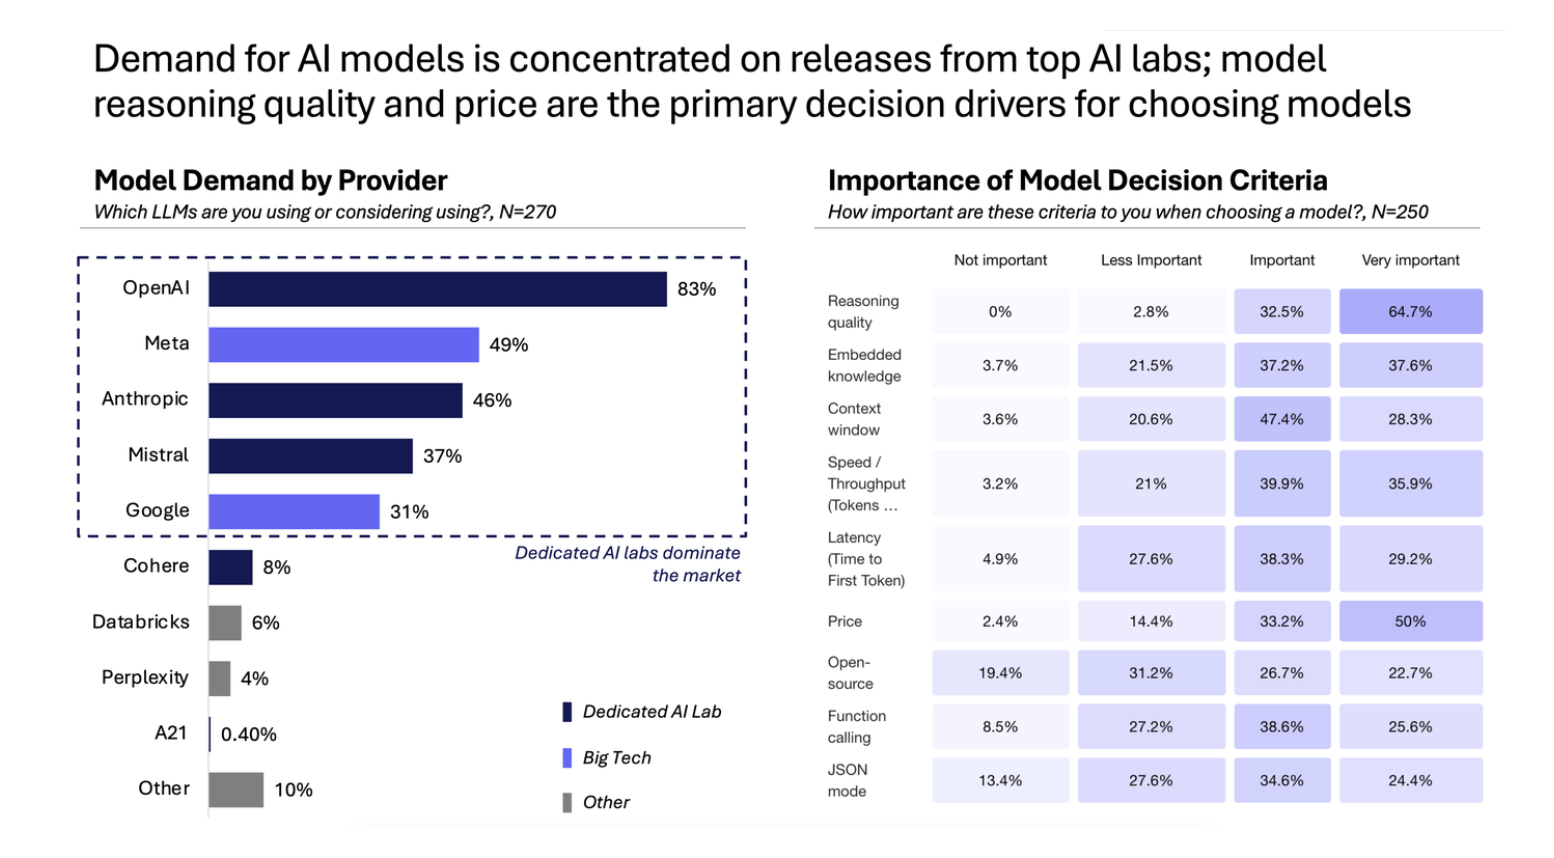 Demand for AI models is concentrated on releases from top AI labs; model
reasoning quality and price are the primary decision drivers for choosing models
Model Demand by Provider
Which LLMs are you using or considering using?, N=270
OpenAI 83%
Meta 49%
Anthropic 46%
Mistral 37%
Google 31%
Dedicated AI labs dominate
the market
Cohere 8%
Databricks 6%
Perplexity 4%
A21 0.40%
Other 10%
Dedicated AI Lab
Big Tech
Other
Importance of Model Decision Criteria
How important are these criteria to you when choosing a model?, N=250
Not important Less Important Important Very important
Reasoning
quality
0% 2.8% 32.5% 64.7%
Embedded
knowledge
3.7% 21.5% 37.2% 37.6%
Context
window
3.6% 20.6% 47.4% 28.3%
Speed /
Throughput
(Tokens ...
3.2% 21% 39.9% 35.9%
Latency
(Time to
First Token)
4.9% 27.6% 38.3% 29.2%
Price 2.4% 14.4% 33.2% 50%
Open-
source
19.4% 31.2% 26.7% 22.7%
Function
calling
8.5% 27.2% 38.6% 25.6%
JSON
mode
13.4% 27.6% 34.6% 24.4%